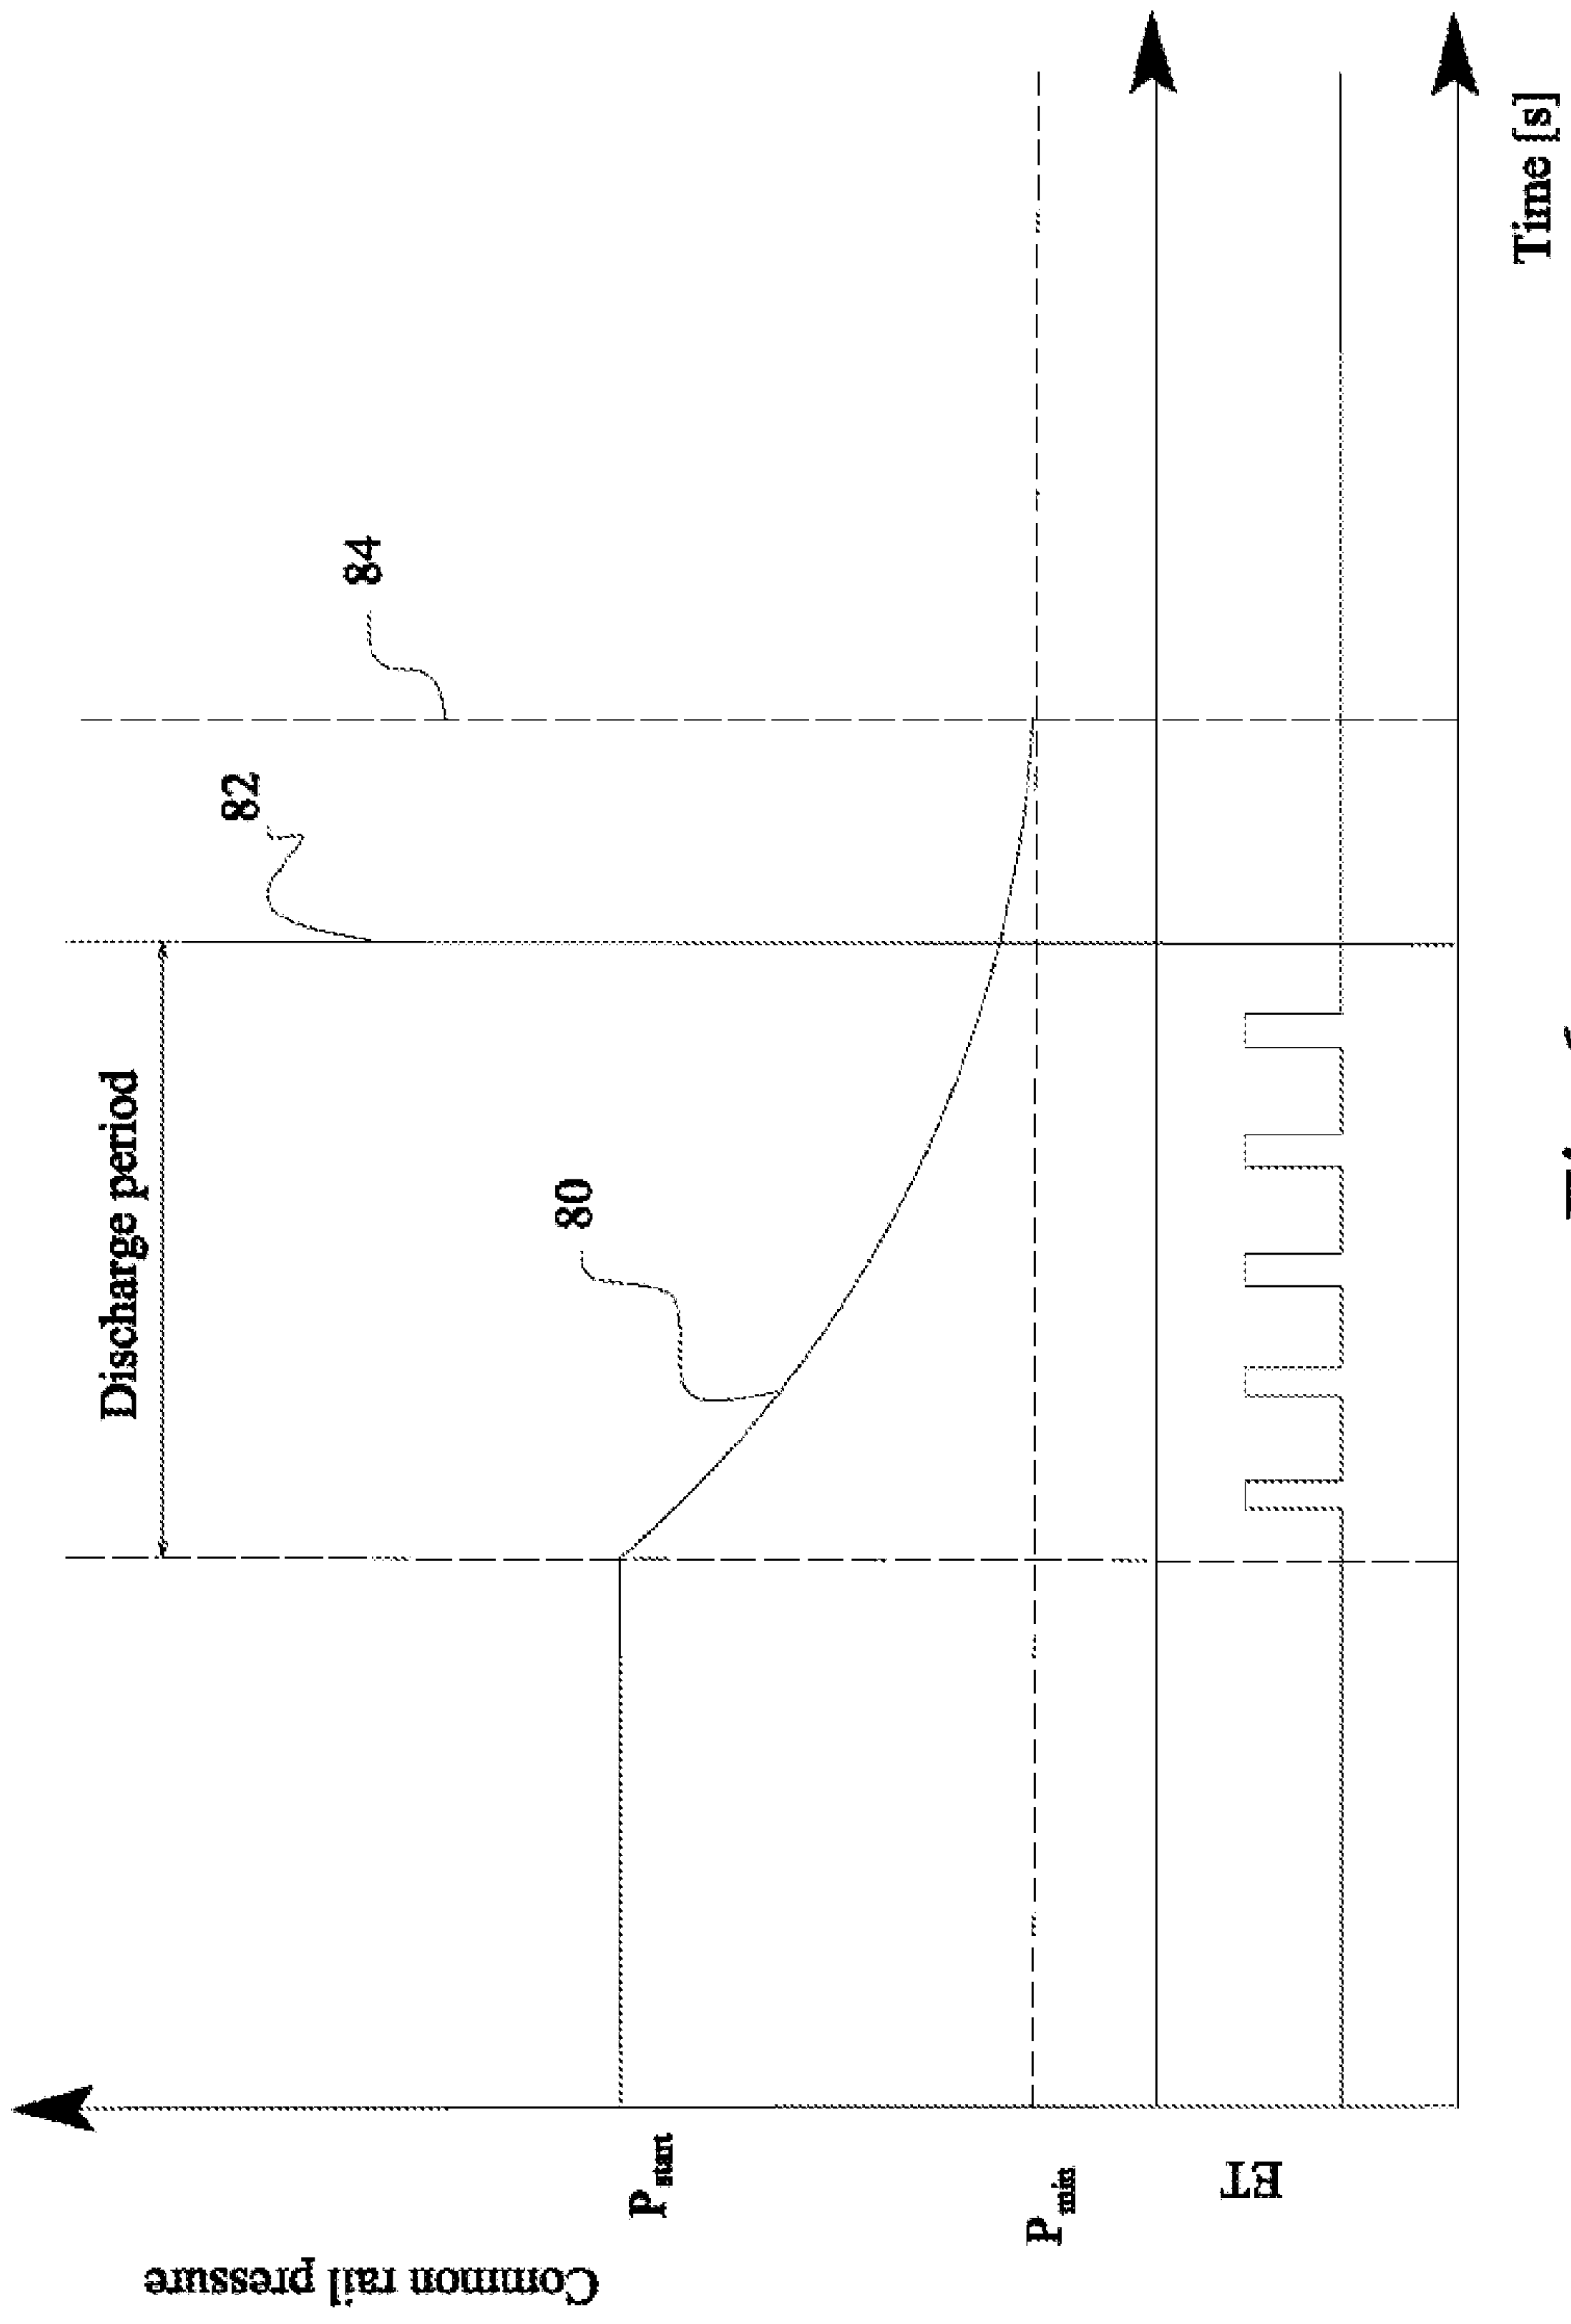 Discharge period
82
84
80
Common rail pressure
P start
P min
ET
Time [s]